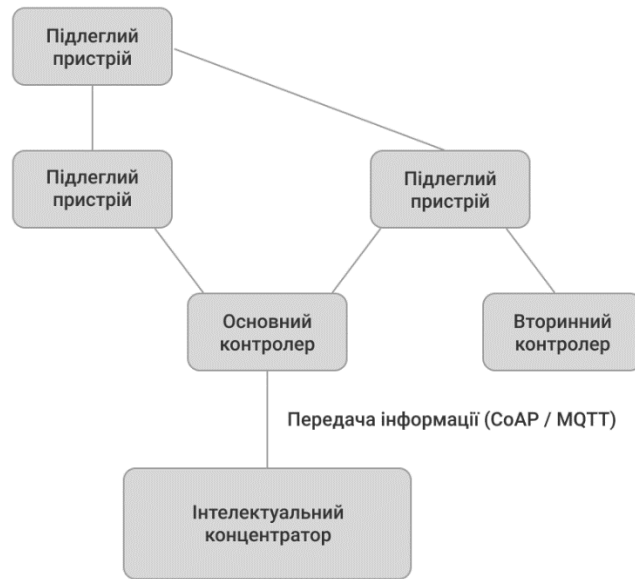 Підлеглий
пристрій
Підлеглий
пристрій
Підлеглий
пристрій
Основний
контролер
Вторинний
контролер
Передача інформації (CoAP / MQTT)
Інтелектуальний
концентратор